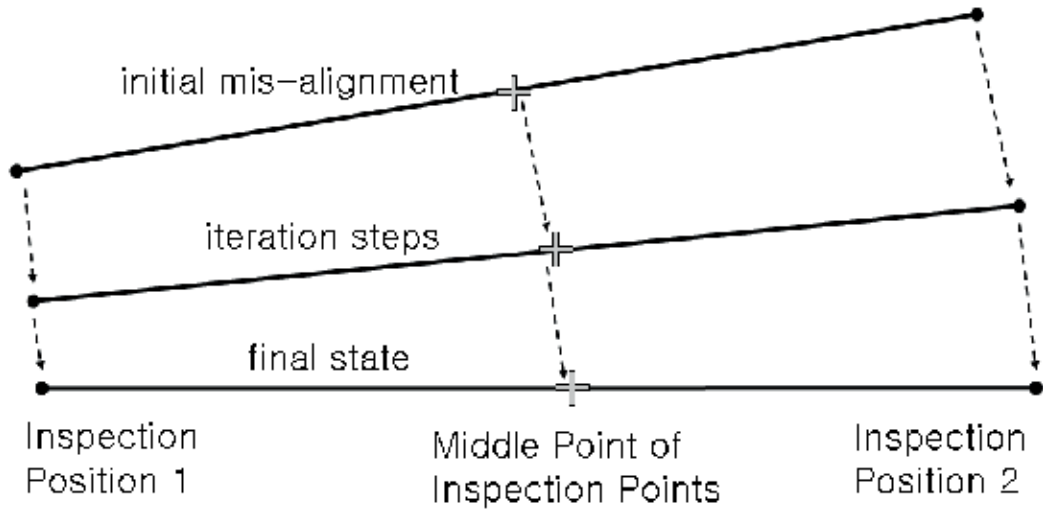 initial mis-alignment
iteration steps
final state
Inspection
Position 1
Middle Point of
Inspection Points
Inspection
Position 2